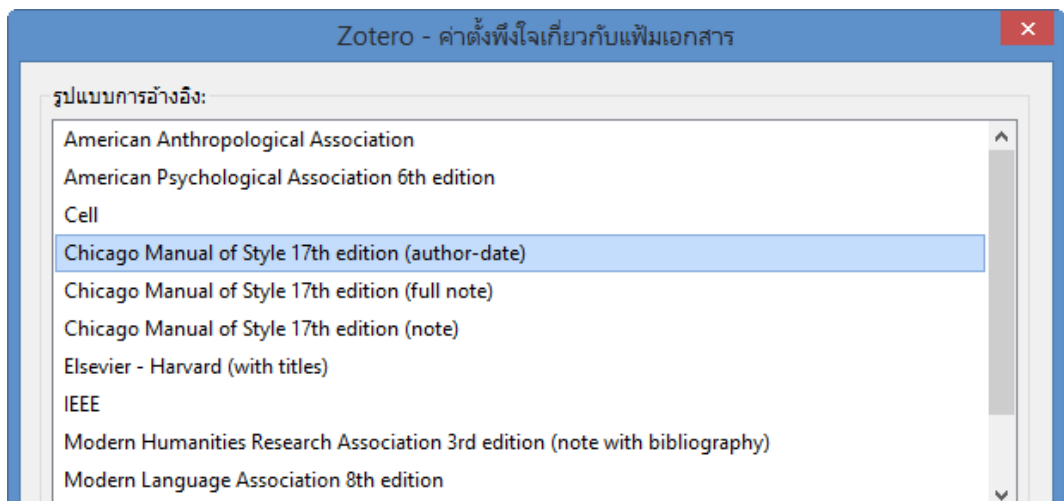 Zotero - ค่าตั้งพึงใจเกี่ยวกับแฟ้มเอกสาร
รูปแบบการอ้างอิง:
American Anthropological Association
American Psychological Association 6th edition
Cell
Chicago Manual of Style 17th edition (author-date)
Chicago Manual of Style 17th edition (full note)
Chicago Manual of Style 17th edition (note)
Elsevier - Harvard (with titles)
IEEE
Modern Humanities Research Association 3rd edition (note with bibliography)
Modern Language Association 8th edition